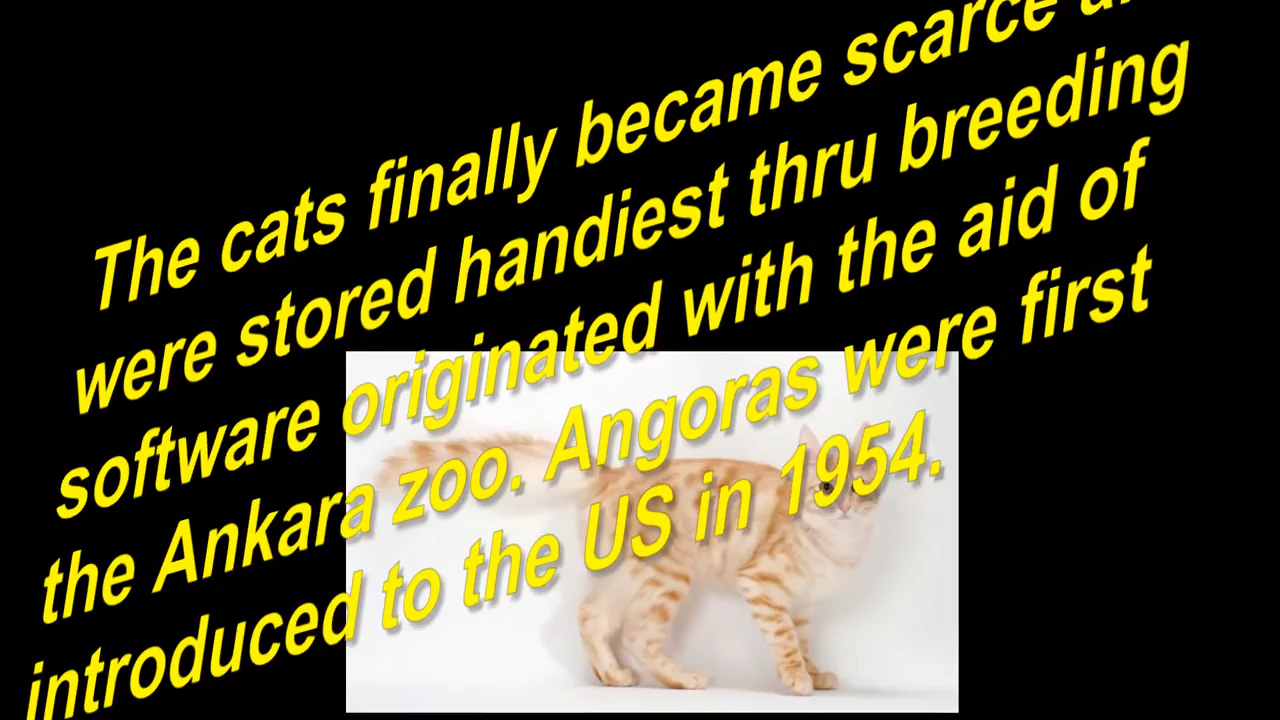 The cats finally became scarce
were stored handiest thru breeding
software originated with the aid of
the Ankara zoo. Angoras were first
introduced to the US in 1954.